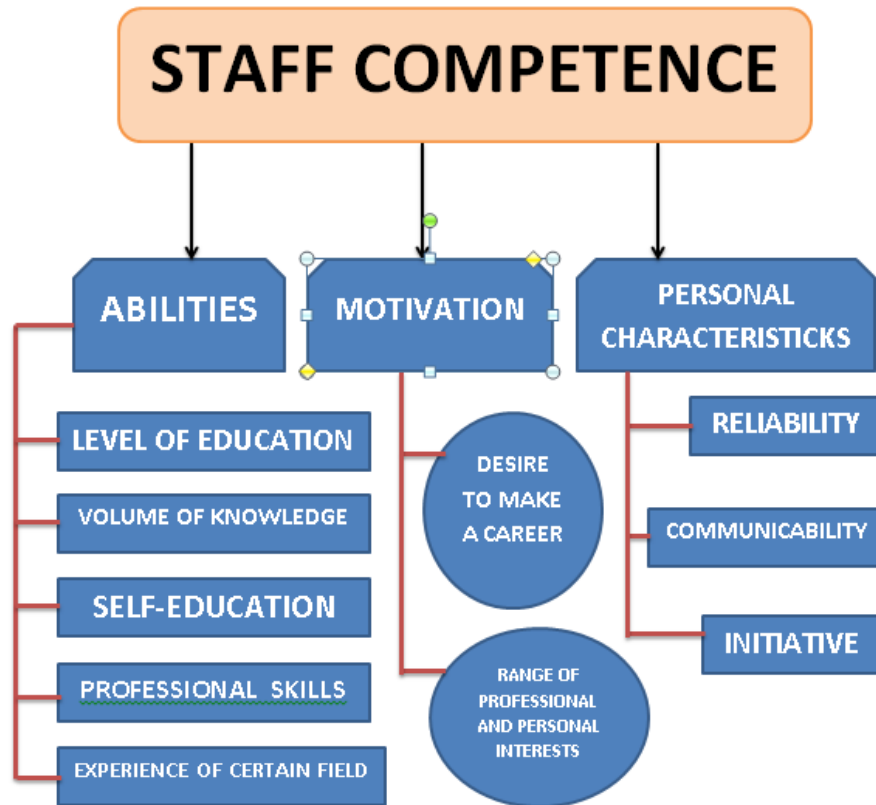 STAFF COMPETENCE
ABILITIES
MOTIVATION
PERSONAL
CHARACTERISTICKS
LEVEL OF EDUCATION
VOLUME OF KNOWLEDGE
SELF-EDUCATION
PROFESSIONAL SKILLS
EXPERIENCE OF CERTAIN FIELD
DESIRE
TO MAKE
A CAREER
RANGE OF
PROFESSIONAL
AND PERSONAL
INTERESTS
RELIABILITY
COMMUNICABILITY
INITIATIVE